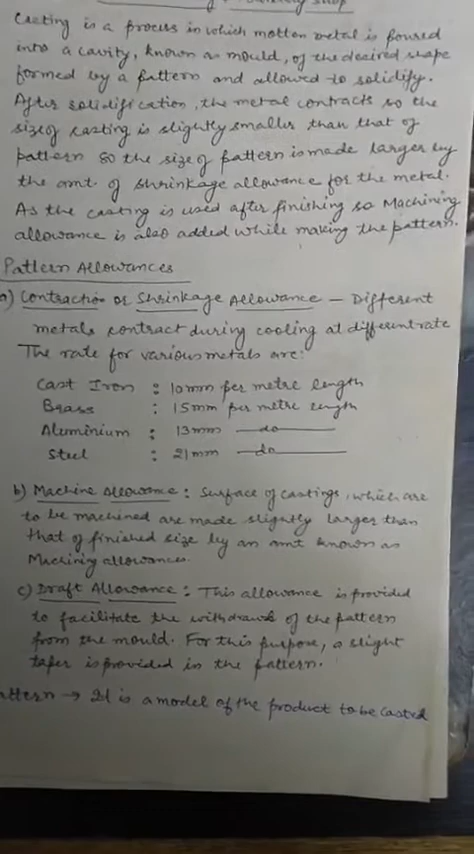 Shop
Casting is a process in which molten metal is poured
into a cavity, known as mould, of the desired shape
formed by a pattern and allowed to solidify.
After solidification, the metal contracts so the
size of casting is slightly smaller than that of
pattern so the size of pattern is made larger by
the amt. of shrinkage allowance for the metal.
As the casting is used after finishing so Machining
allowance is also added while making the pattern.
Pattern Allowances
a) Contraction or Shrinkage Allowance – Different
metals contract during cooling at different rate
The rate for various metals are:
Cast Iron : 10mm per metre length
Brass : 15mm per metre length
Aluminium : 13mm —do—
Steel : 21mm —do—
b) Machine Allowance : Surface of castings, which are
to be machined are made slightly larger than
that of finished size by an amt known as
Machining allowances.
c) Draft Allowance : This allowance is provided
to facilitate the withdrawl of the pattern
from the mould. For this purpose, a slight
taper is provided in the pattern.
attern → It is a model of the product to be casted